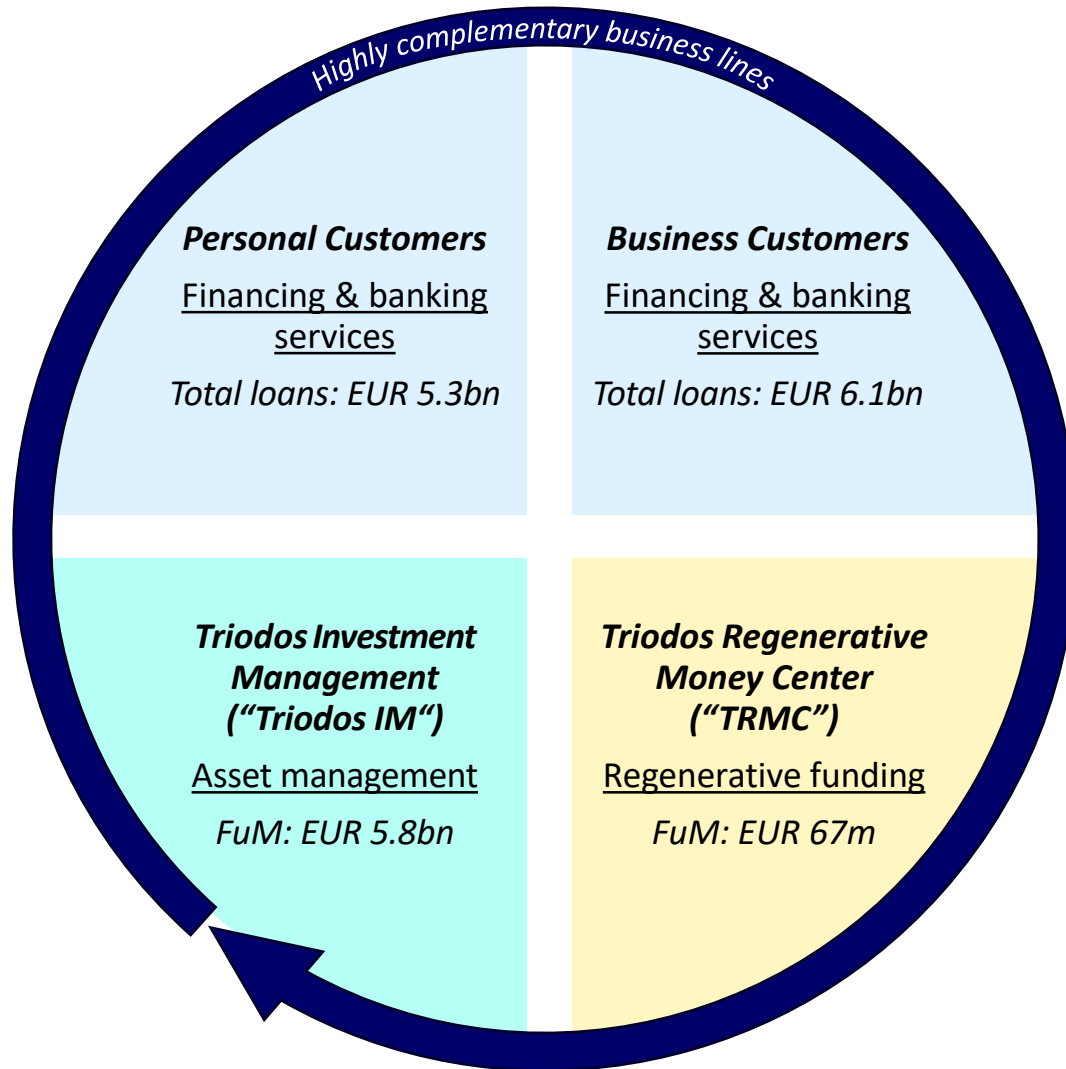 Highly complementary business lines
Personal Customers
Financing & banking
services
Total loans: EUR 5.3bn
Business Customers
Financing & banking
services
Total loans: EUR 6.1bn
Triodos Investment
Management
(“Triodos IM“)
Asset management
FuM: EUR 5.8bn
Triodos Regenerative
Money Center
(“TRMC”)
Regenerative funding
FuM: EUR 67m